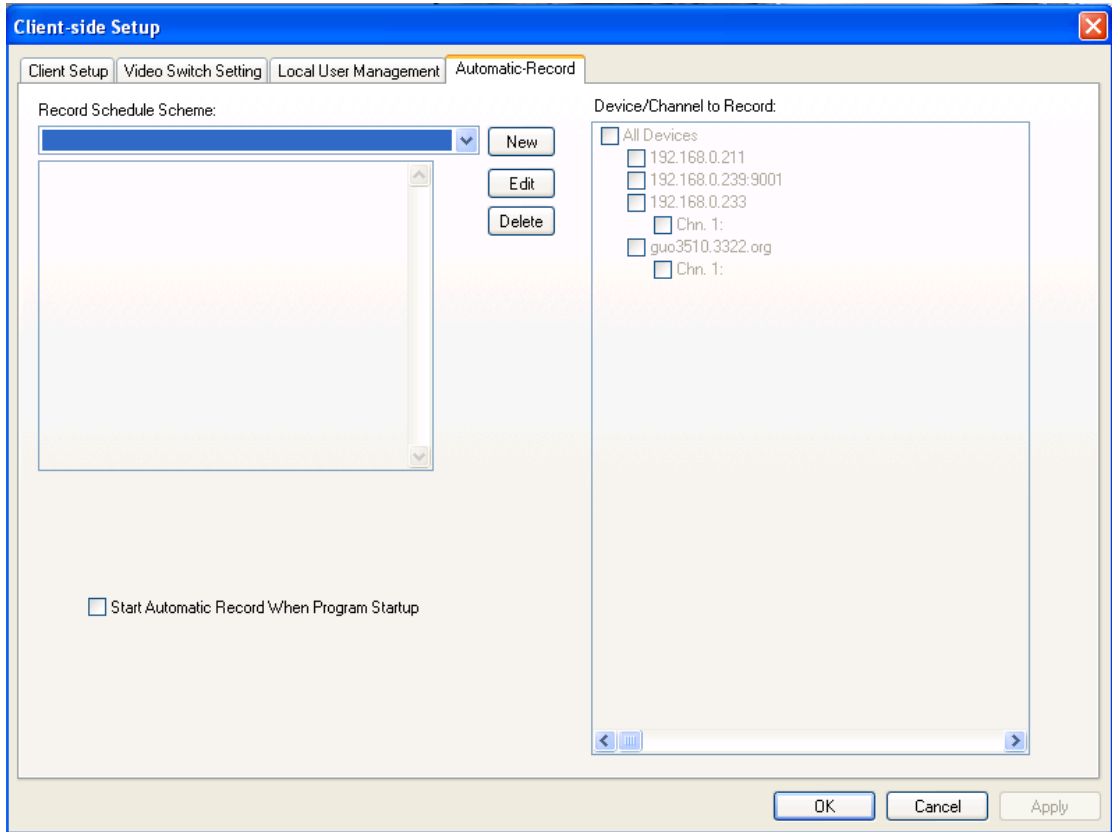 Client-side Setup
Client Setup Video Switch Setting Local User Management Automatic-Record
Record Schedule Scheme:
New
Edit
Delete
Start Automatic Record When Program Startup
Device/Channel to Record:
All Devices
192.168.0.211
192.168.0.239:9001
192.168.0.233
Chn. 1:
guo3510.3322.org
Chn. 1:
OK Cancel Apply